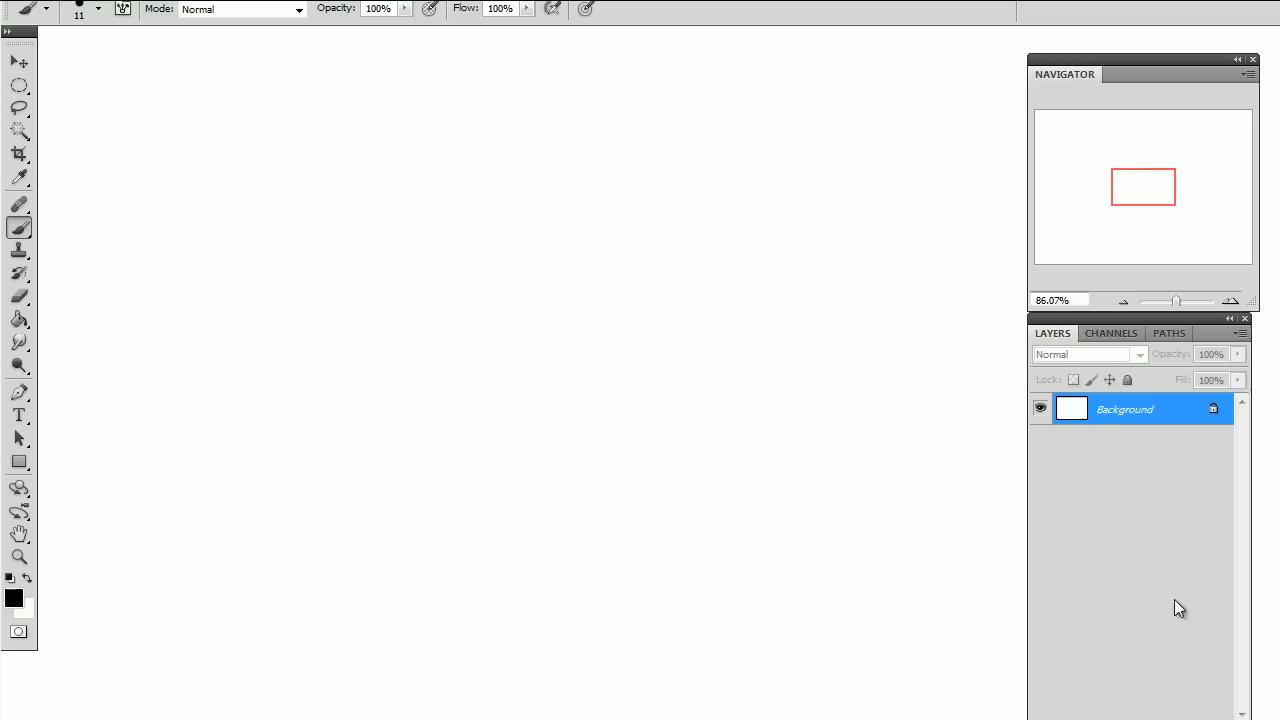 11 Mode: Normal Opacity: 100% Flow: 100%
NAVIGATOR
86.07%
LAYERS CHANNELS PATHS
Normal Opacity: 100%
Lock: Fill: 100%
Background
T